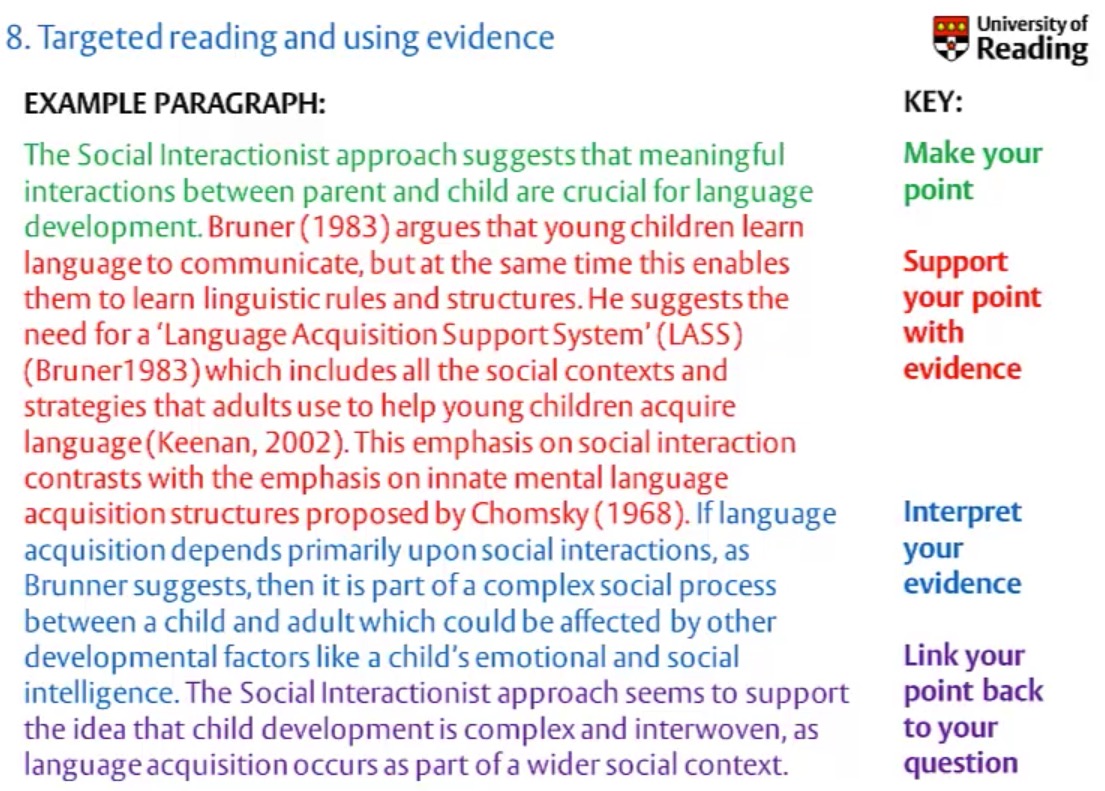 8. Targeted reading and using evidence
University of
Reading
EXAMPLE PARAGRAPH:
The Social Interactionist approach suggests that meaningful
interactions between parent and child are crucial for language
development. Bruner (1983) argues that young children learn
language to communicate, but at the same time this enables
them to learn linguistic rules and structures. He suggests the
need for a ‘Language Acquisition Support System’ (LASS)
(Bruner1983) which includes all the social contexts and
strategies that adults use to help young children acquire
language (Keenan, 2002). This emphasis on social interaction
contrasts with the emphasis on innate mental language
acquisition structures proposed by Chomsky (1968). If language
acquisition depends primarily upon social interactions, as
Brunner suggests, then it is part of a complex social process
between a child and adult which could be affected by other
developmental factors like a child’s emotional and social
intelligence. The Social Interactionist approach seems to support
the idea that child development is complex and interwoven, as
language acquisition occurs as part of a wider social context.
KEY:
Make your
point
Support
your point
with
evidence
Interpret
your
evidence
Link your
point back
to your
question